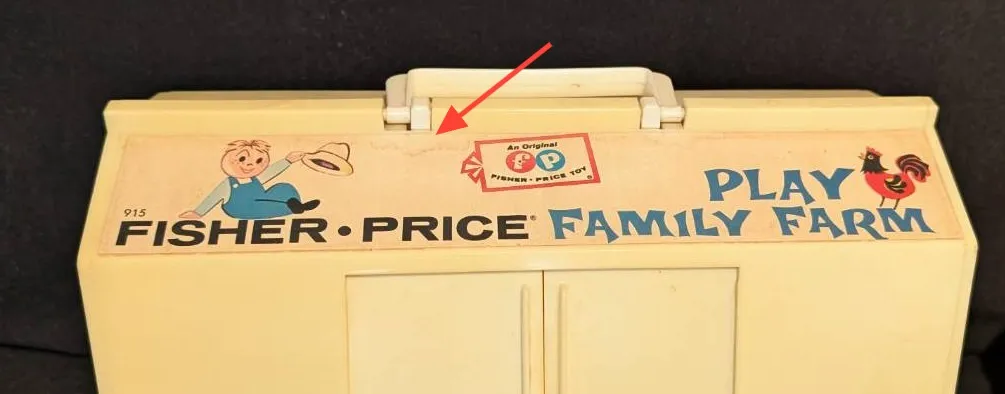 An Original
fp
FISHER • PRICE TOY®
PLAY
915
FISHER • PRICE® FAMILY FARM